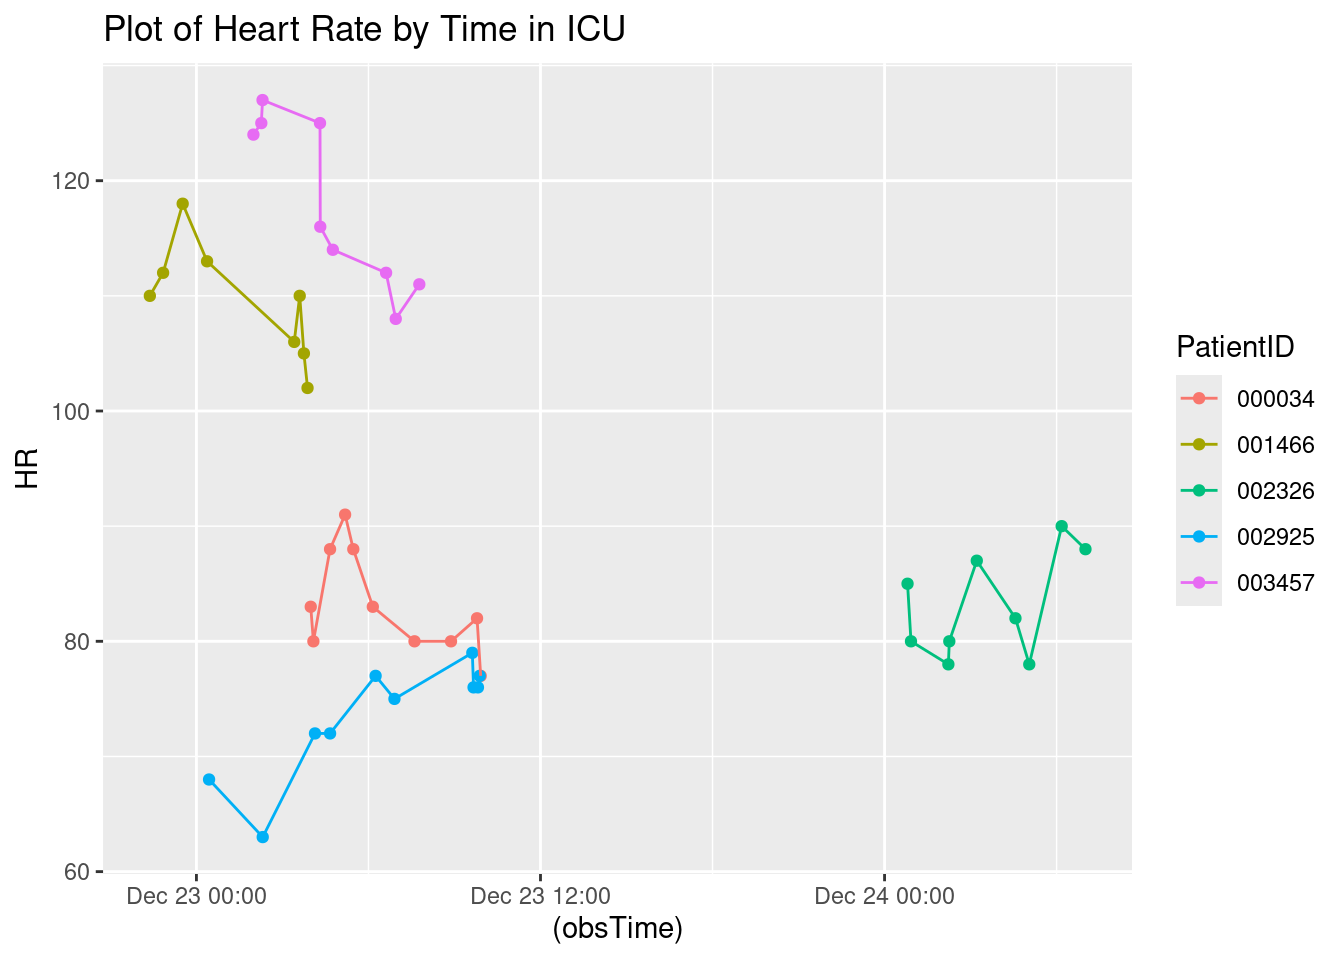 Plot of Heart Rate by Time in ICU
120
100
80
60
HR
Dec 23 00:00
Dec 23 12:00
Dec 24 00:00
(obsTime)
PatientID
000034
001466
002326
002925
003457